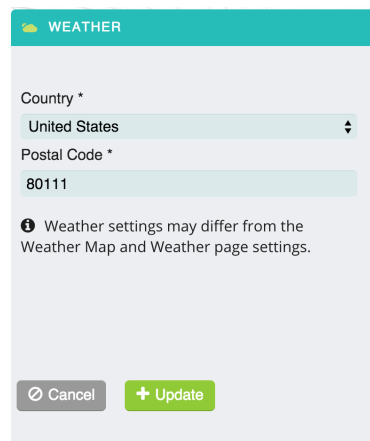 WEATHER
Country *
United States
Postal Code *
80111
Weather settings may differ from the
Weather Map and Weather page settings.
Cancel
Update